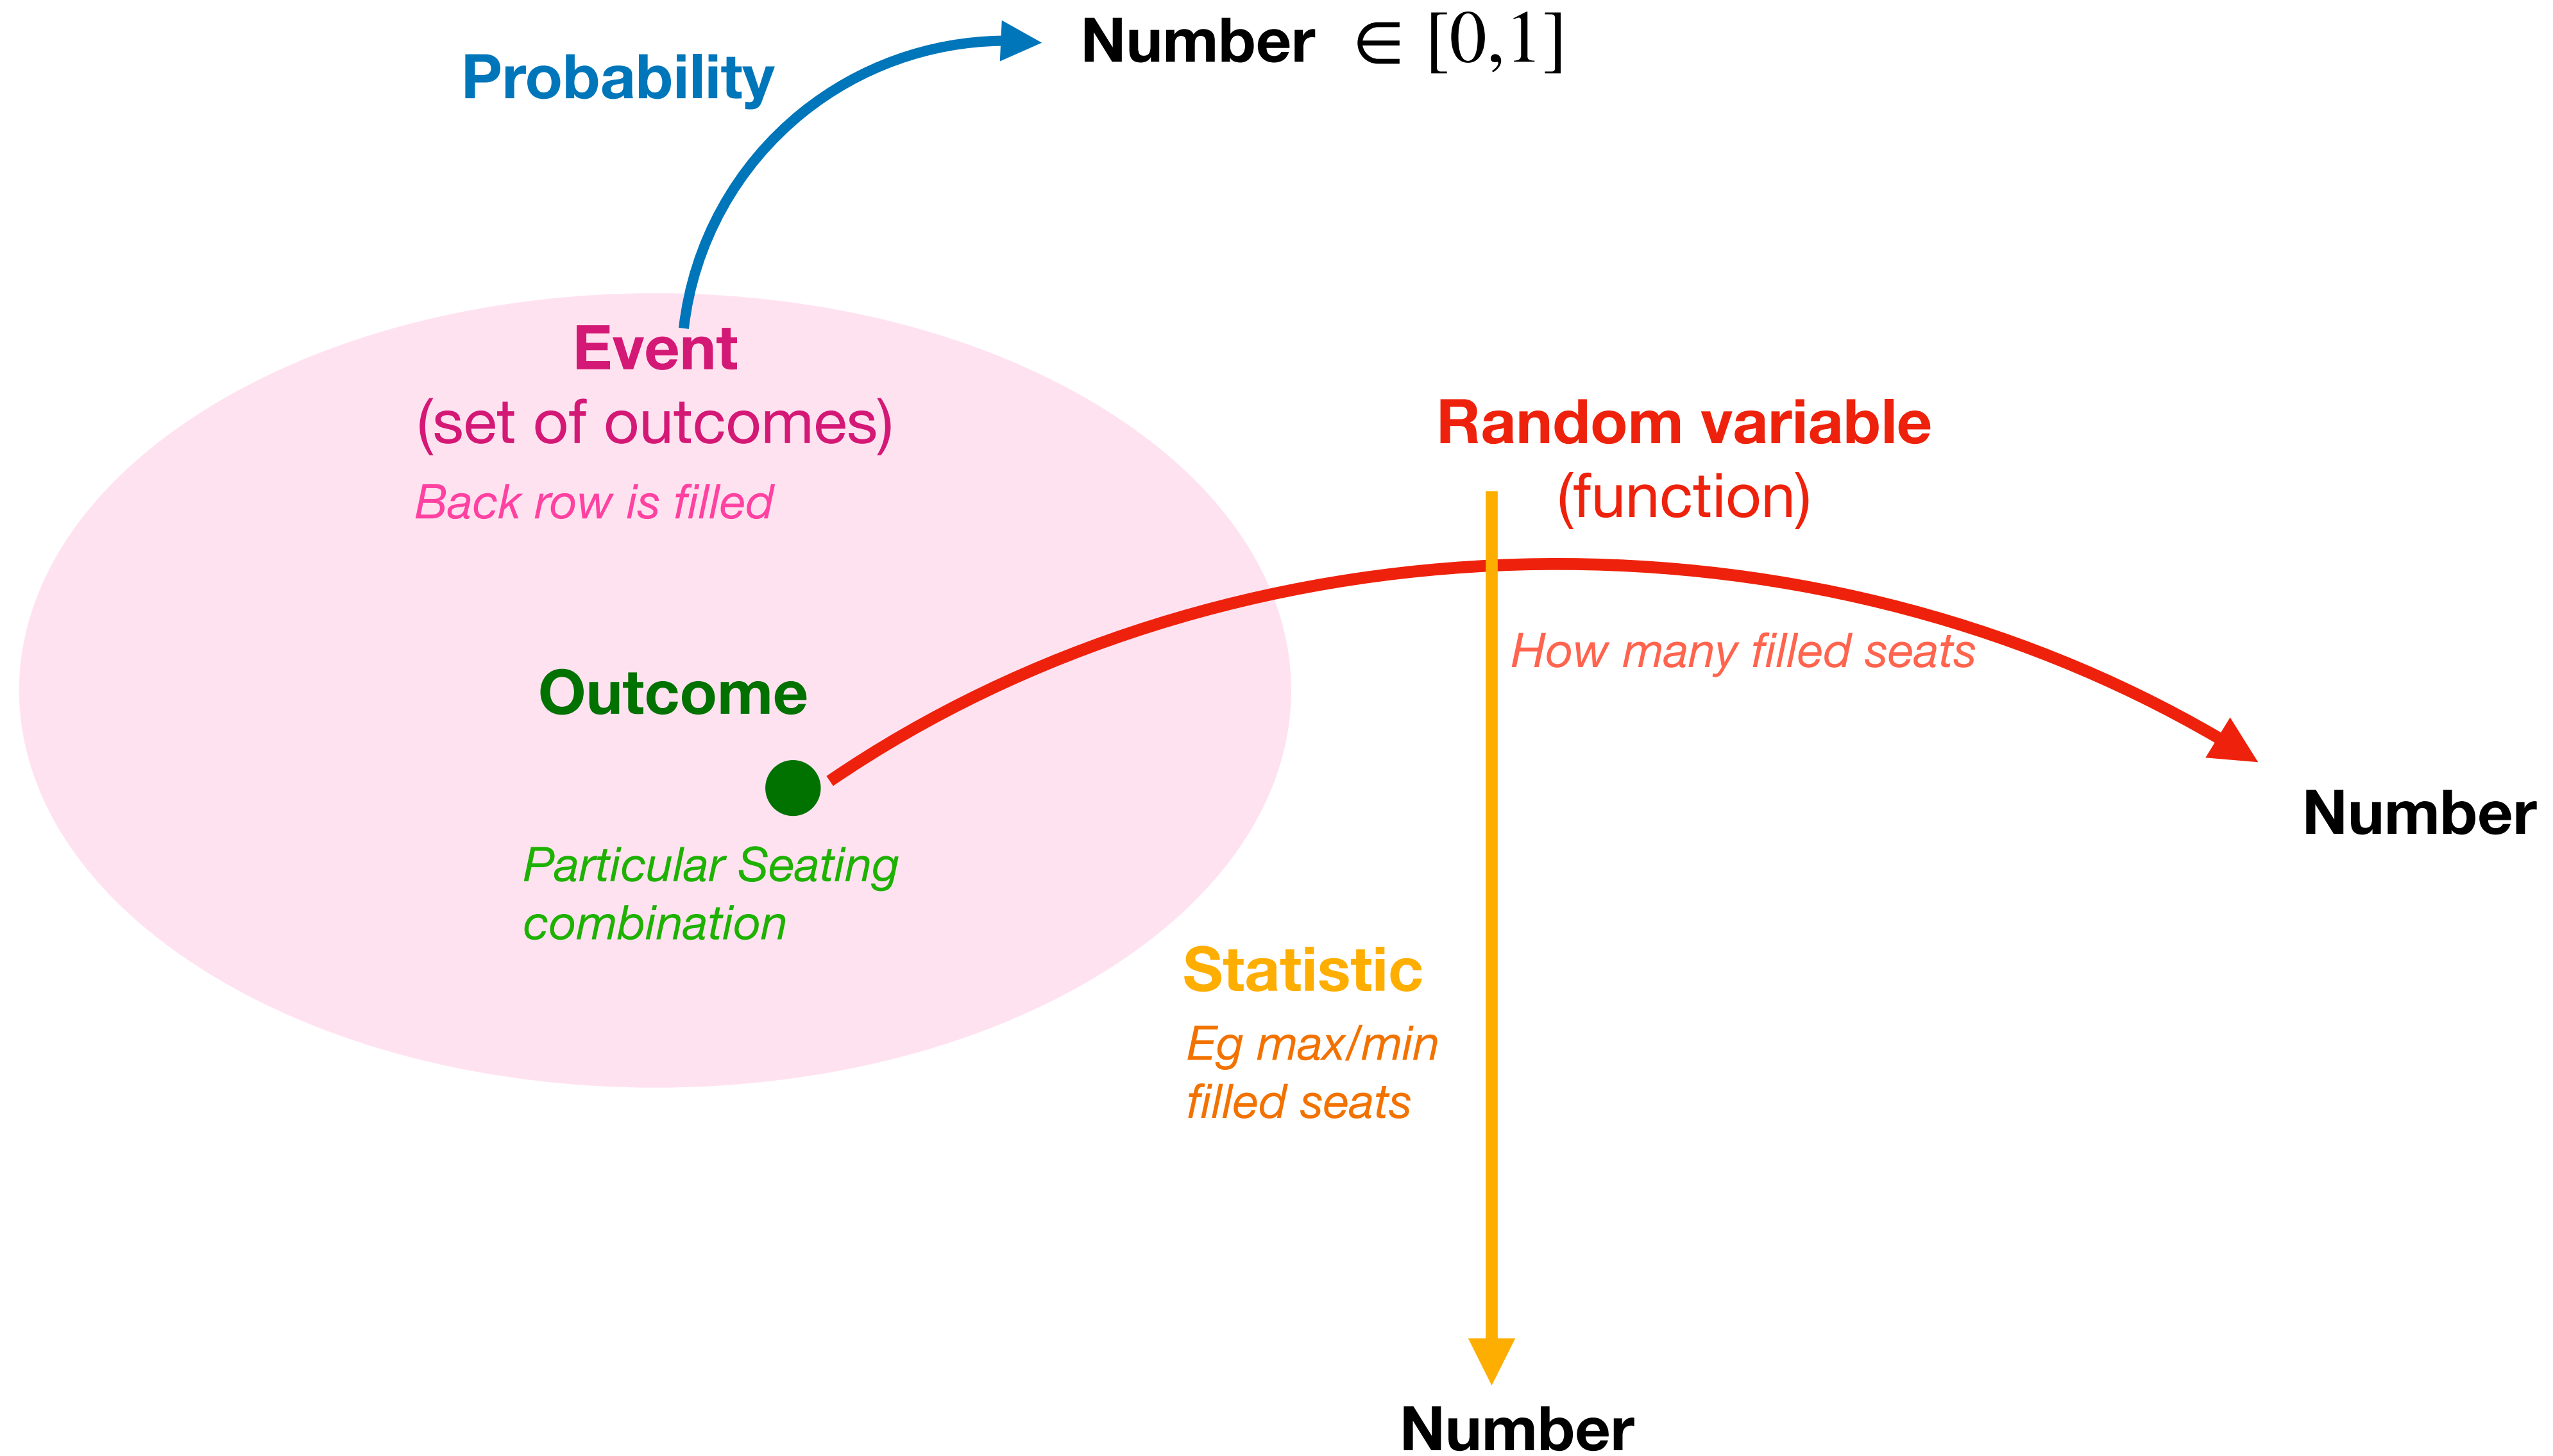 Probability
Number ∈ [0,1]
Event
(set of outcomes)
Back row is filled
Random variable
(function)
How many filled seats
Outcome
Particular Seating
combination
Number
Statistic
Eg max/min
filled seats
Number